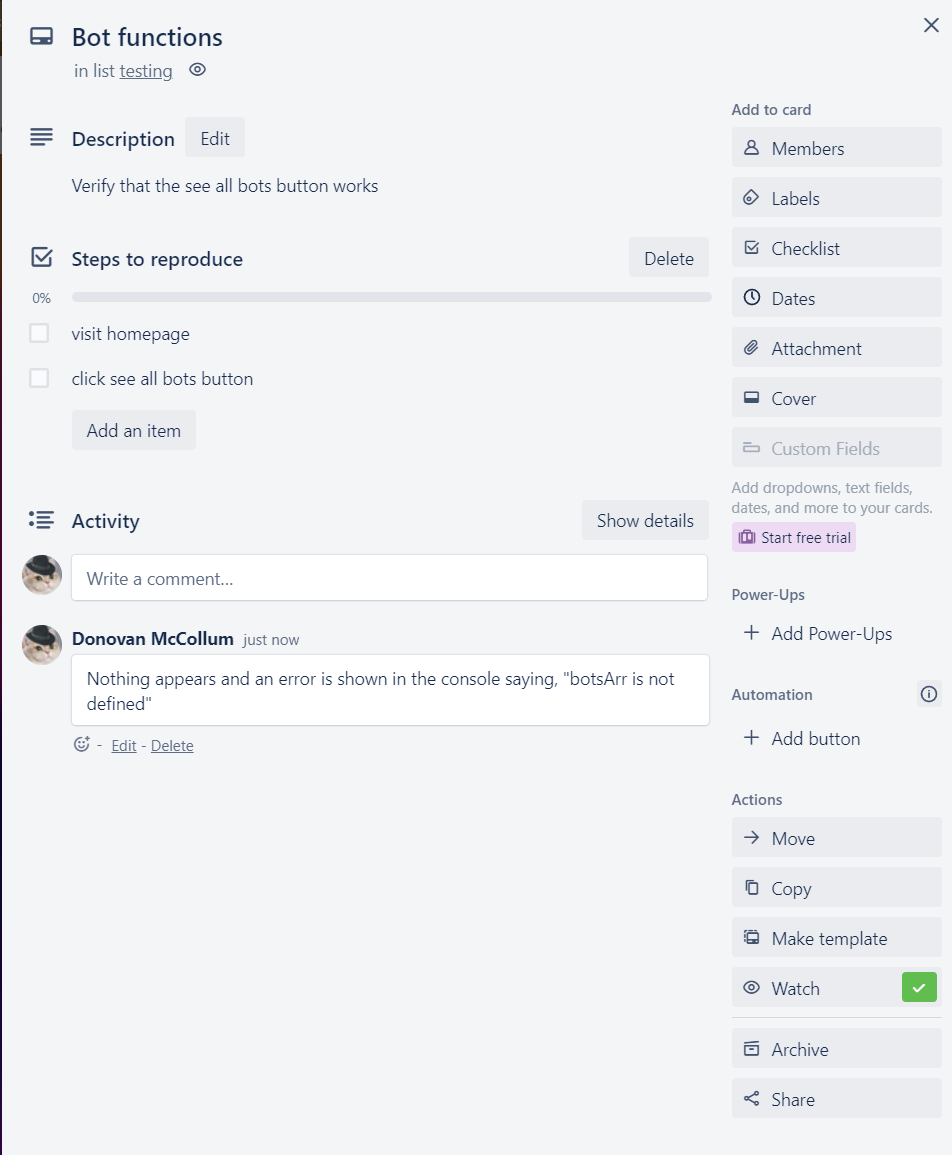 Bot functions
in list testing
Description
Edit
Verify that the see all bots button works
Steps to reproduce
Delete
0%
visit homepage
click see all bots button
Add an item
Activity
Show details
Write a comment...
Donovan McCollum just now
Nothing appears and an error is shown in the console saying, "botsArr is not
defined"
- Edit - Delete
Add to card
Members
Labels
Checklist
Dates
Attachment
Cover
Custom Fields
Add dropdowns, text fields,
dates, and more to your cards.
Start free trial
Power-Ups
Add Power-Ups
Automation
Add button
Actions
Move
Copy
Make template
Watch
Archive
Share